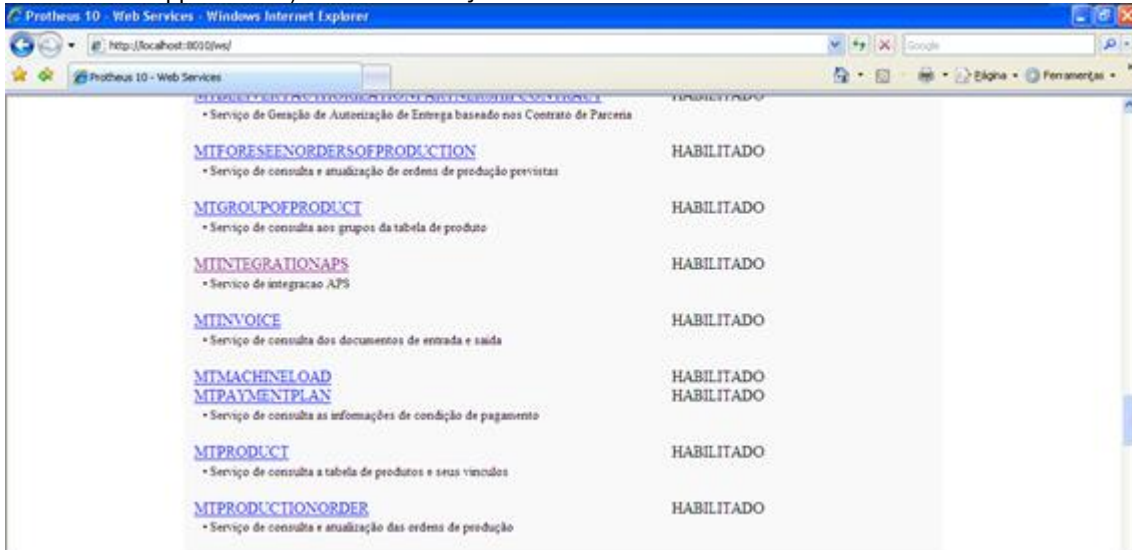 Protheus 10 - Web Services - Windows Internet Explorer
http://localhost:8010/ws/
Google
Protheus 10 - Web Services
Página
Ferramentas
HABILITADO
• Serviço de Geração de Autorização de Entrega baseado nos Contrato de Parceria
MTFORESEENORDERSOFPRODUCTION HABILITADO
• Serviço de consulta e atualização de ordens de produção previstas
MTGROUPOFPRODUCT HABILITADO
• Serviço de consulta aos grupos da tabela de produto
MTINTEGRATIONAPS HABILITADO
• Servico de integracao APS
MTINVOICE HABILITADO
• Serviço de consulta dos documentos de entrada e saida
MTMACHINELOAD HABILITADO
MTPAYMENTPLAN HABILITADO
• Serviço de consulta as informações de condição de pagamento
MTPRODUCT HABILITADO
• Serviço de consulta a tabela de produtos e seus vinculos
MTPRODUCTIONORDER HABILITADO
• Serviço de consulta e atualização das ordens de produção